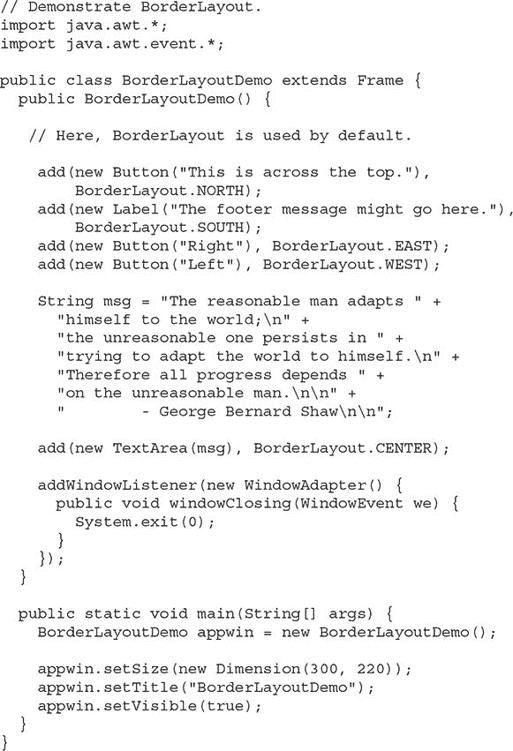 // Demonstrate BorderLayout.
import java.awt.*;
import java.awt.event.*;

public class BorderLayoutDemo extends Frame {
  public BorderLayoutDemo() {

   // Here, BorderLayout is used by default.

    add(new Button("This is across the top."),
        BorderLayout.NORTH);
    add(new Label("The footer message might go here."),
        BorderLayout.SOUTH);
    add(new Button("Right"), BorderLayout.EAST);
    add(new Button("Left"), BorderLayout.WEST);

    String msg = "The reasonable man adapts " +
      "himself to the world;\n" +
      "the unreasonable one persists in " +
      "trying to adapt the world to himself.\n" +
      "Therefore all progress depends " +
      "on the unreasonable man.\n\n" +
      "        - George Bernard Shaw\n\n";

    add(new TextArea(msg), BorderLayout.CENTER);

    addWindowListener(new WindowAdapter() {
      public void windowClosing(WindowEvent we) {
        System.exit(0);
      }
    });
  }

  public static void main(String[] args) {
    BorderLayoutDemo appwin = new BorderLayoutDemo();

    appwin.setSize(new Dimension(300, 220));
    appwin.setTitle("BorderLayoutDemo");
    appwin.setVisible(true);
  }
}